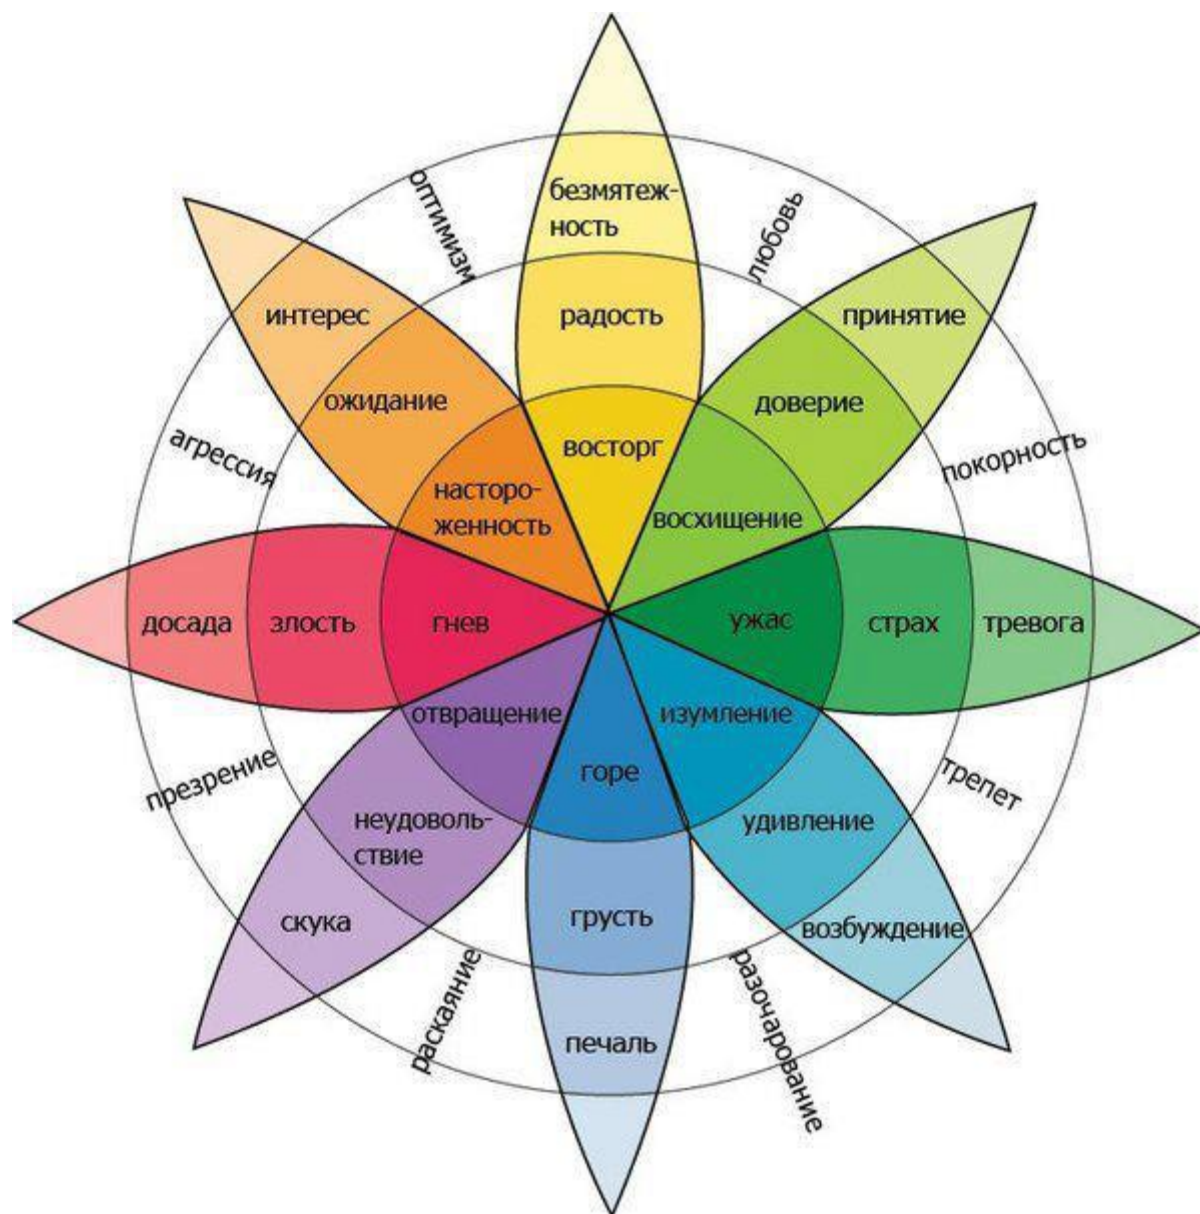 безмятеж-
ность
оптимизм
любовь
интерес
радость
принятие
ожидание
доверие
агрессия
восторг
покорность
насторо-
женность
восхищение
досада
злость
гнев
ужас
страх
тревога
отвращение
изумление
презрение
горе
трепет
неудоволь-
ствие
удивление
скука
грусть
возбуждение
раскаяние
разочарование
печаль